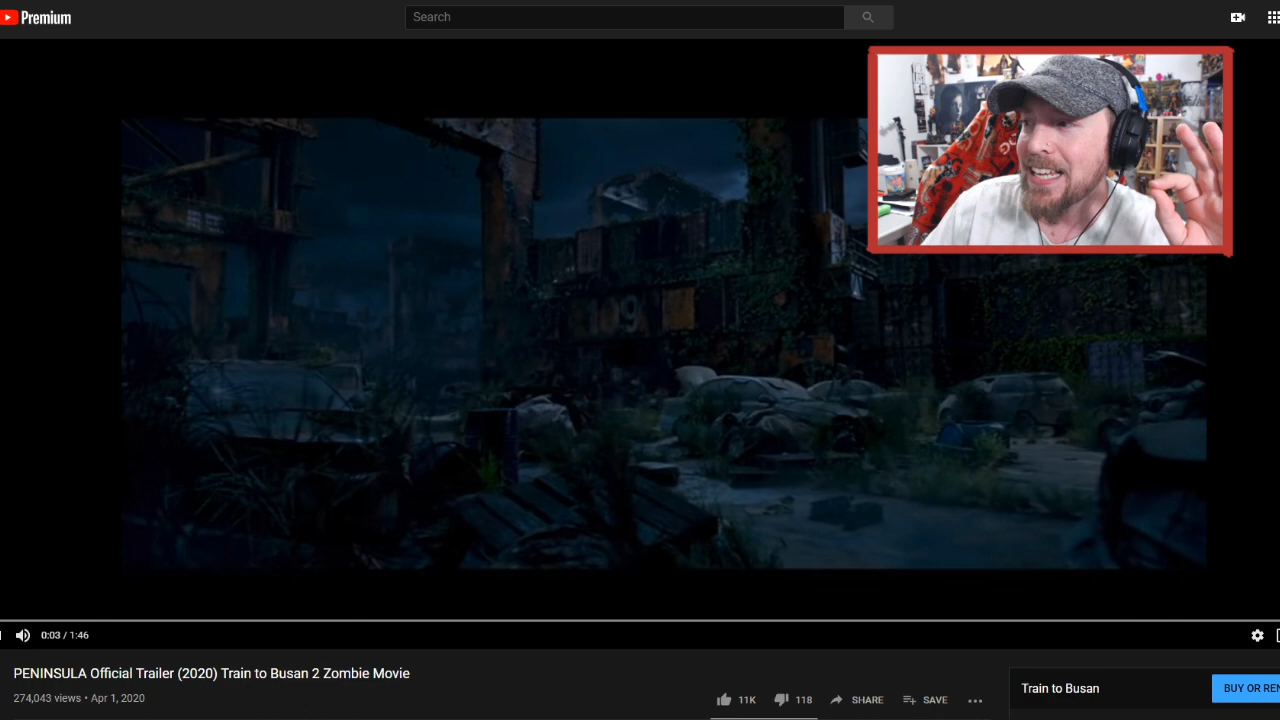 Premium
Search
109
0:03 / 1:46
PENINSULA Official Trailer (2020) Train to Busan 2 Zombie Movie
274,043 views • Apr 1, 2020
11K
118
SHARE
SAVE
Train to Busan
BUY OR REN